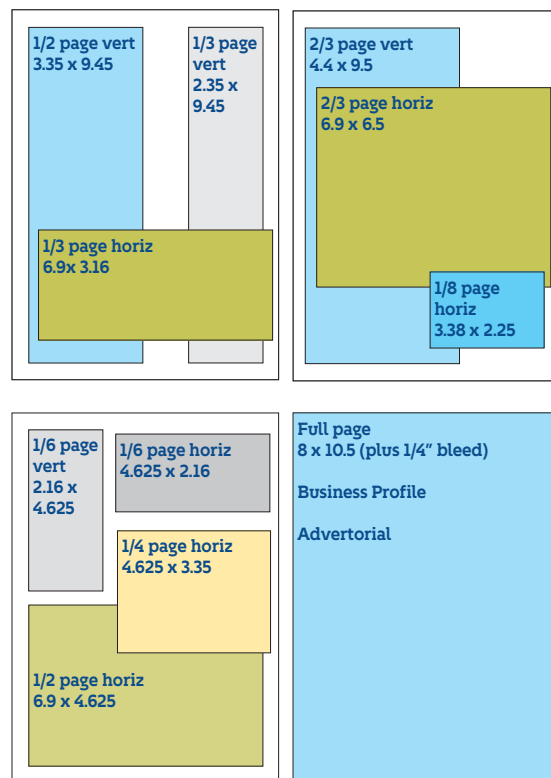 1/2 page vert
3.35 x 9.45
1/3 page
vert
2.35 x
9.45
1/3 page horiz
6.9x 3.16
2/3 page vert
4.4 x 9.5
2/3 page horiz
6.9 x 6.5
1/8 page
horiz
3.38 x 2.25
1/6 page
vert
2.16 x
4.625
1/6 page horiz
4.625 x 2.16
1/4 page horiz
4.625 x 3.35
1/2 page horiz
6.9 x 4.625
Full page
8 x 10.5 (plus 1/4” bleed)
Business Profile
Advertorial